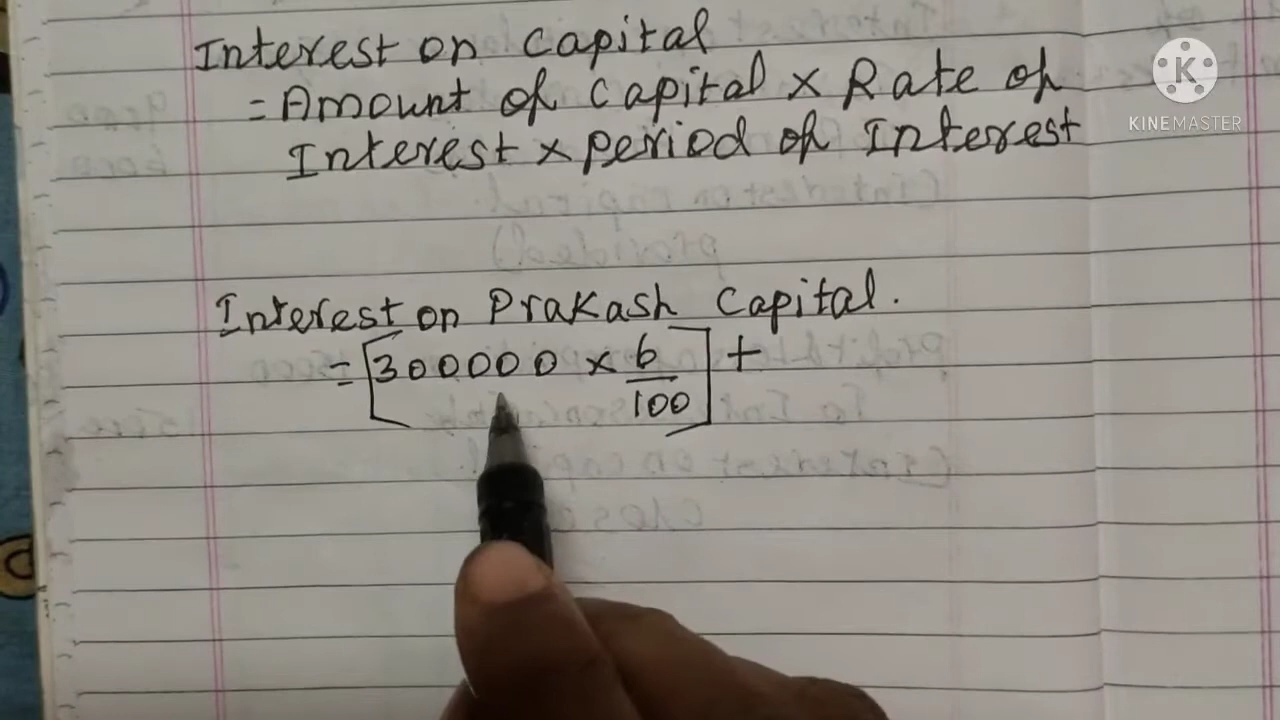 Interest on Capital
= Amount of Capital × Rate of
Interest × period of Interest
K
KINEMASTER
Interest on Prakash Capital.
= [300000 × 6/100] +